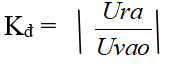 Kđ = | Ura / Uvao |